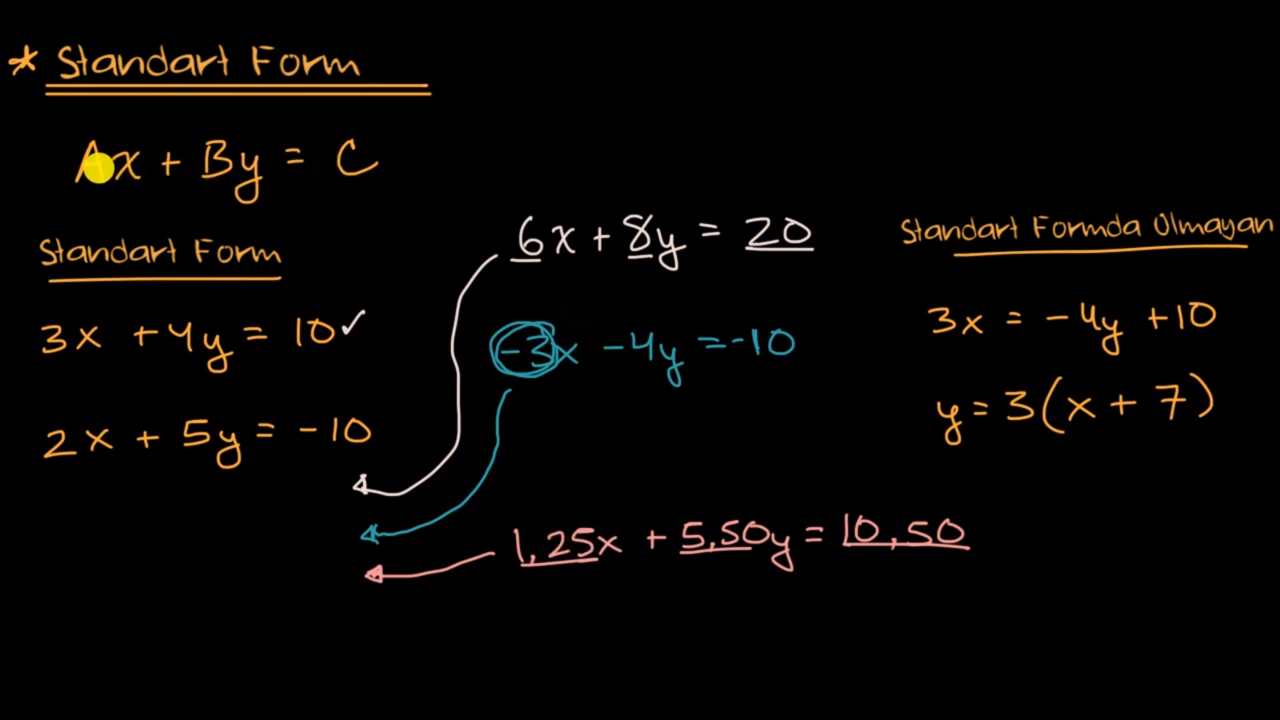 * Standart Form
Ax + By = C
Standart Form
3x + 4y = 10 ✓
2x + 5y = -10
6x + 8y = 20
-3x - 4y = -10
1,25x + 5,50y = 10,50
Standart Formda Olmayan
3x = -4y + 10
y = 3(x + 7)